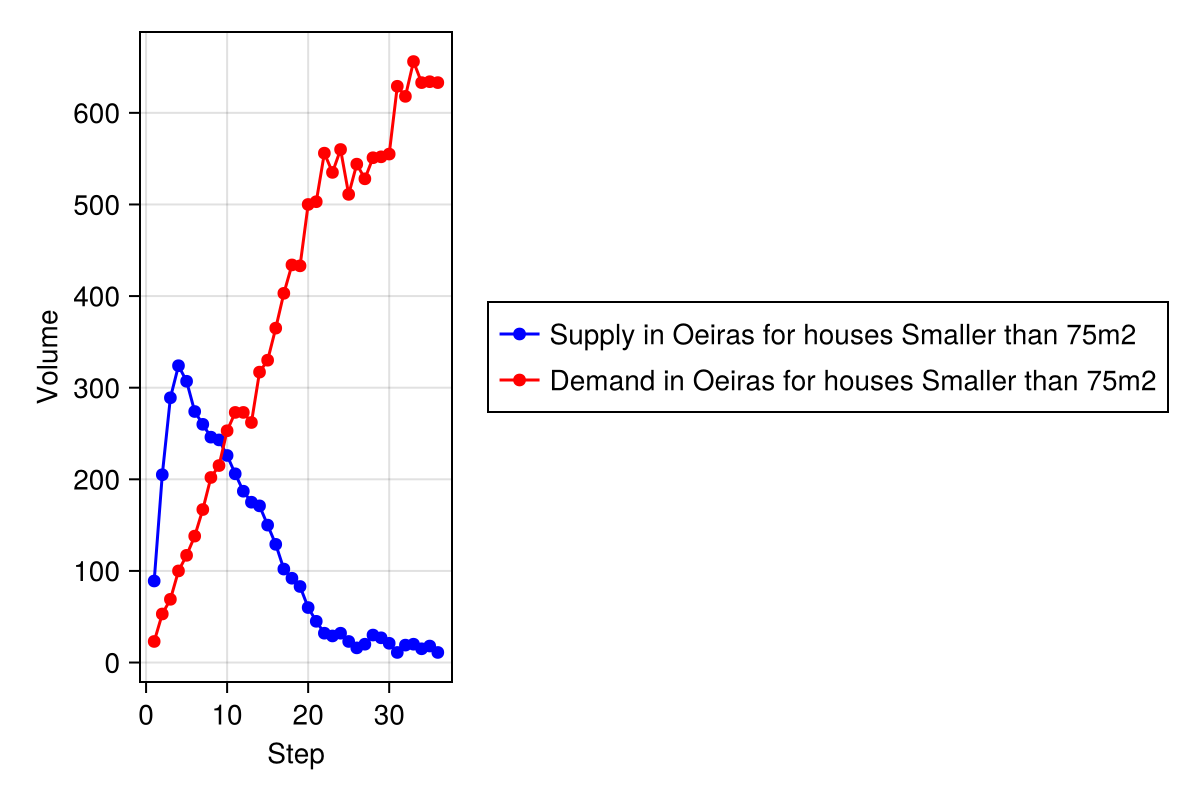 600
500
400
300
200
100
0
Volume
0 10 20 30
Step
Supply in Oeiras for houses Smaller than 75m2
Demand in Oeiras for houses Smaller than 75m2